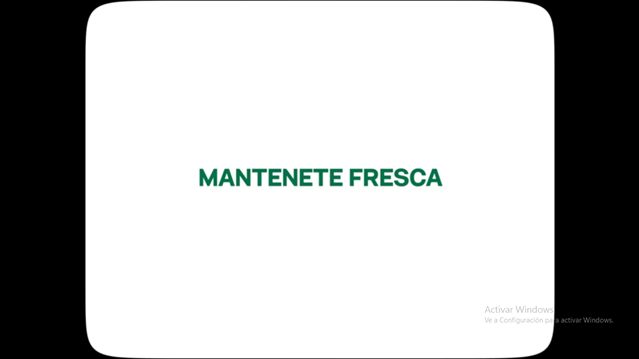 MANTENETE FRESCA
Activar Windows
Ve a Configuración para activar Windows.